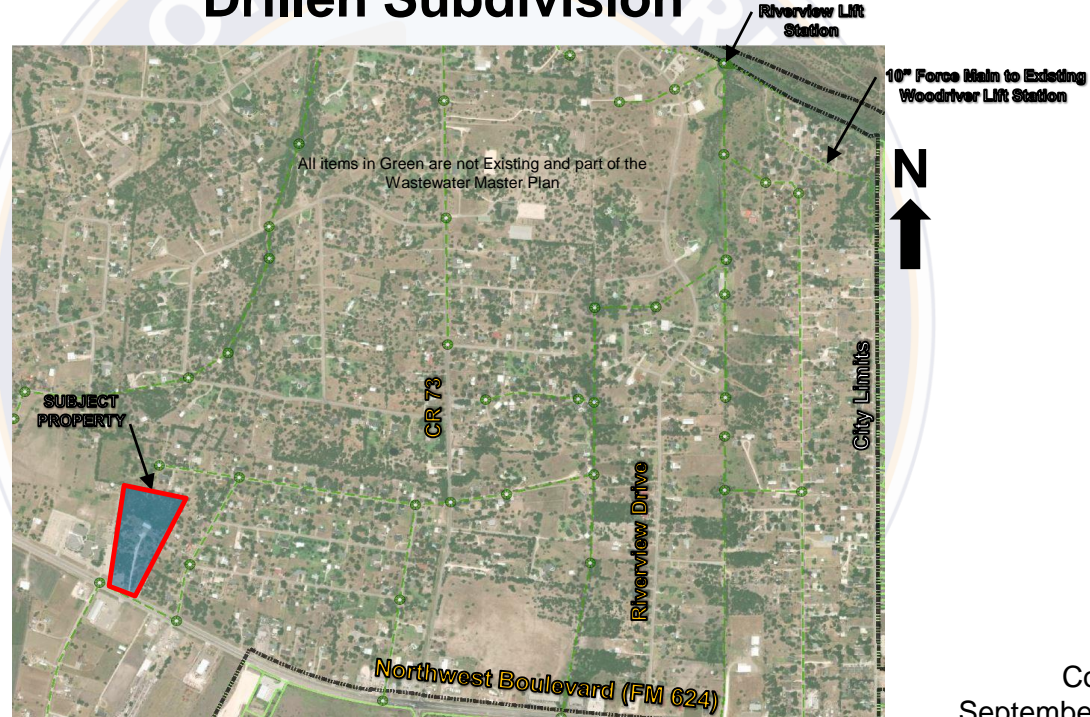 Drillen Subdivision
Riverview Lift
Station
10" Force Main to Existing
Woodriver Lift Station
N
All items in Green are not Existing and part of the
Wastewater Master Plan
City Limits
SUBJECT
PROPERTY
CR 73
Riverview Drive
Northwest Boulevard (FM 624)
Co
September